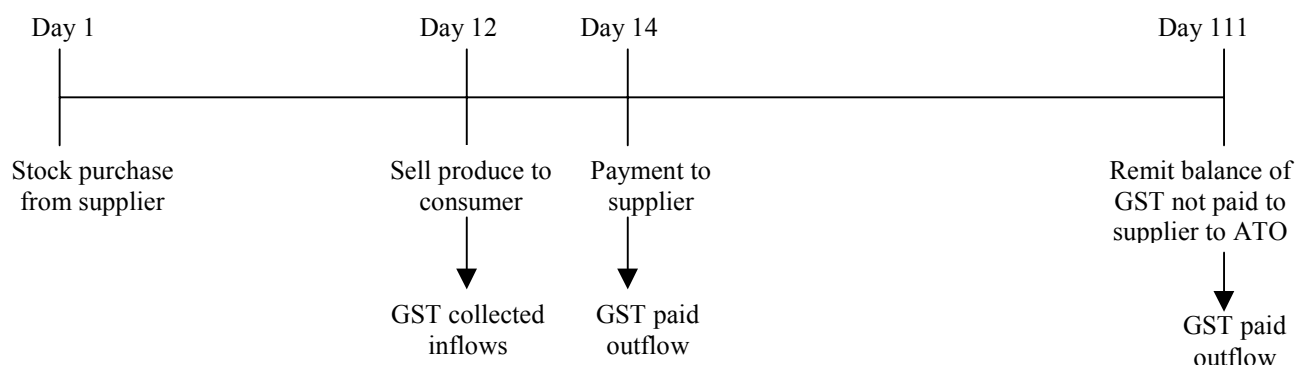 Day 1
Day 12
Day 14
Day 111
Stock purchase
from supplier
Sell produce to
consumer
Payment to
supplier
Remit balance of
GST not paid to
supplier to ATO
GST collected
inflows
GST paid
outflow
GST paid
outflow